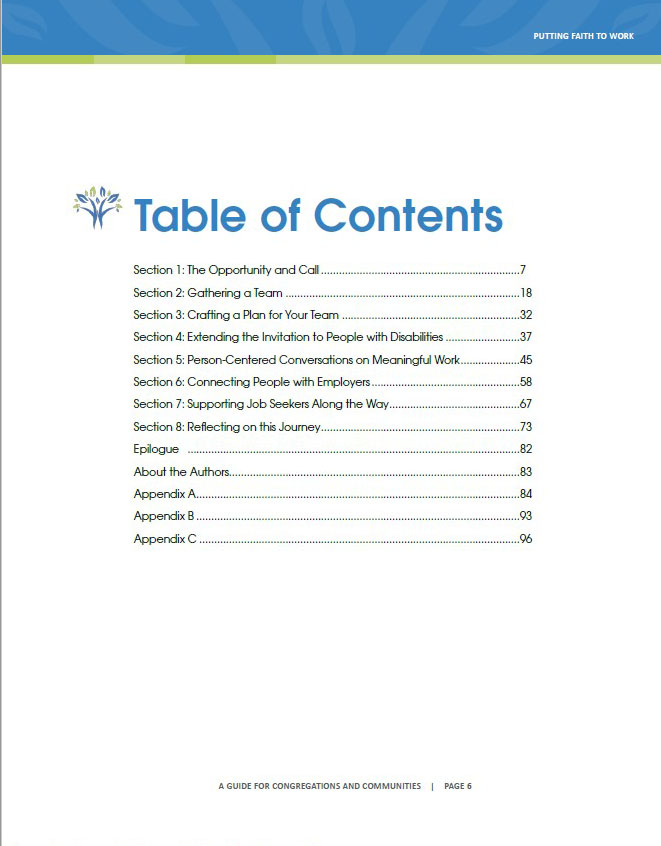 PUTTING FAITH TO WORK
Table of Contents
Section 1: The Opportunity and Call..................................................................7
Section 2: Gathering a Team ..............................................................................18
Section 3: Crafting a Plan for Your Team ...........................................................32
Section 4: Extending the Invitation to People with Disabilities .........................37
Section 5: Person-Centered Conversations on Meaningful Work....................45
Section 6: Connecting People with Employers.................................................58
Section 7: Supporting Job Seekers Along the Way...........................................67
Section 8: Reflecting on this Journey..................................................................73
Epilogue ..............................................................................................................82
About the Authors................................................................................................83
Appendix A............................................................................................................84
Appendix B ...........................................................................................................93
Appendix C ..........................................................................................................96
A GUIDE FOR CONGREGATIONS AND COMMUNITIES | PAGE 6